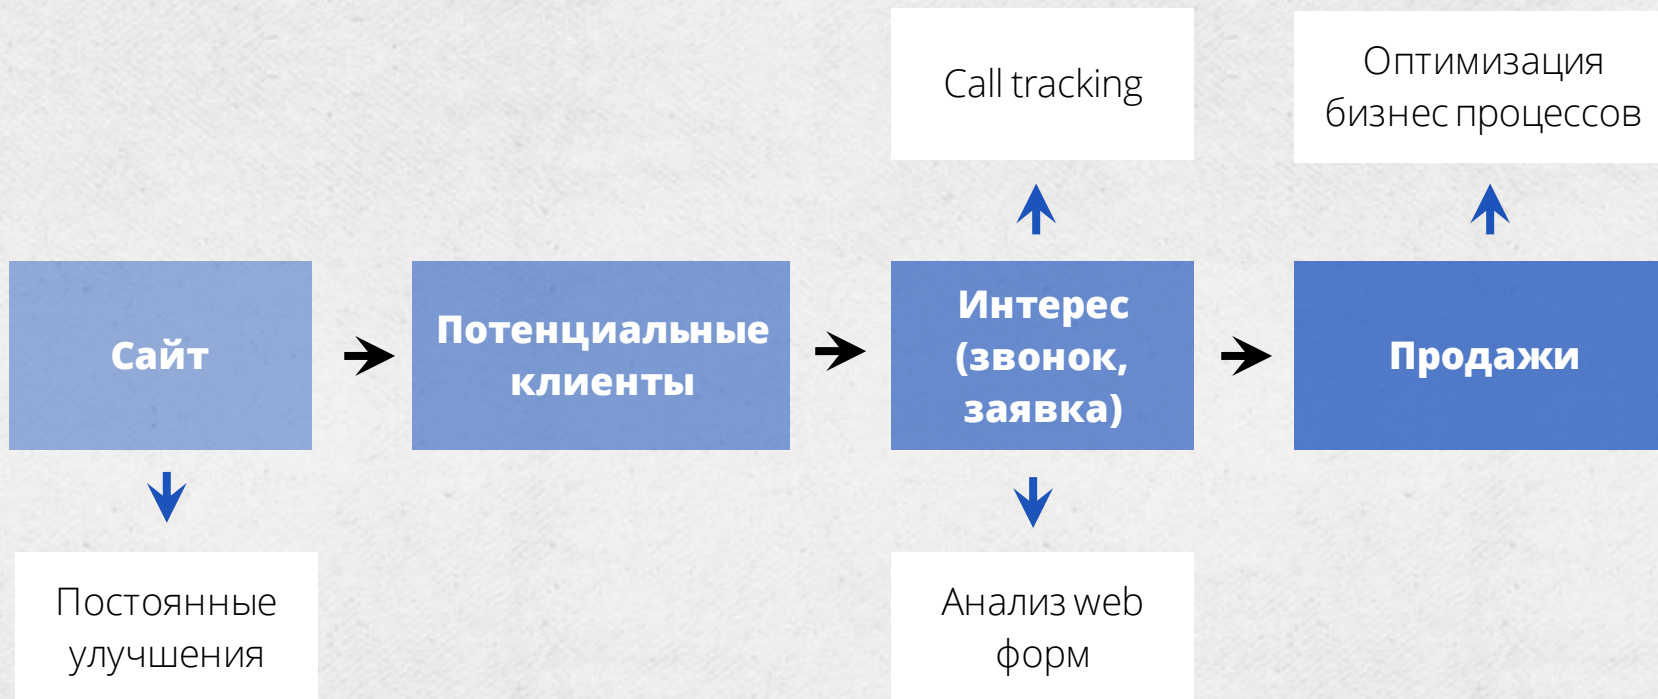 Call tracking
Оптимизация
бизнес процессов
Сайт
Потенциальные
клиенты
Интерес
(звонок,
заявка)
Продажи
Постоянные
улучшения
Анализ web
форм